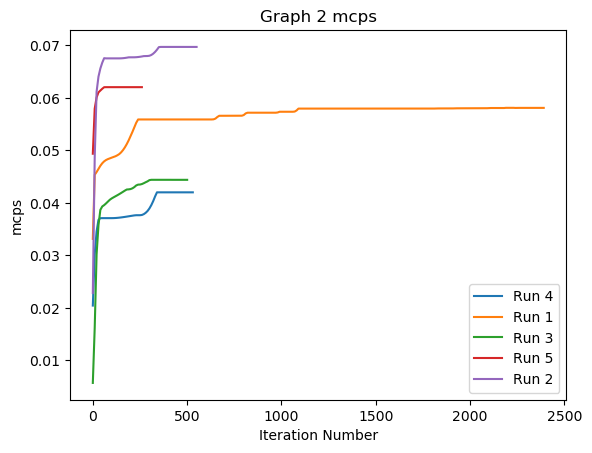 Graph 2 mcps
0.07
0.06
0.05
0.04
0.03
0.02
0.01
mcps
0
500
1000
1500
2000
2500
Iteration Number
Run 4
Run 1
Run 3
Run 5
Run 2